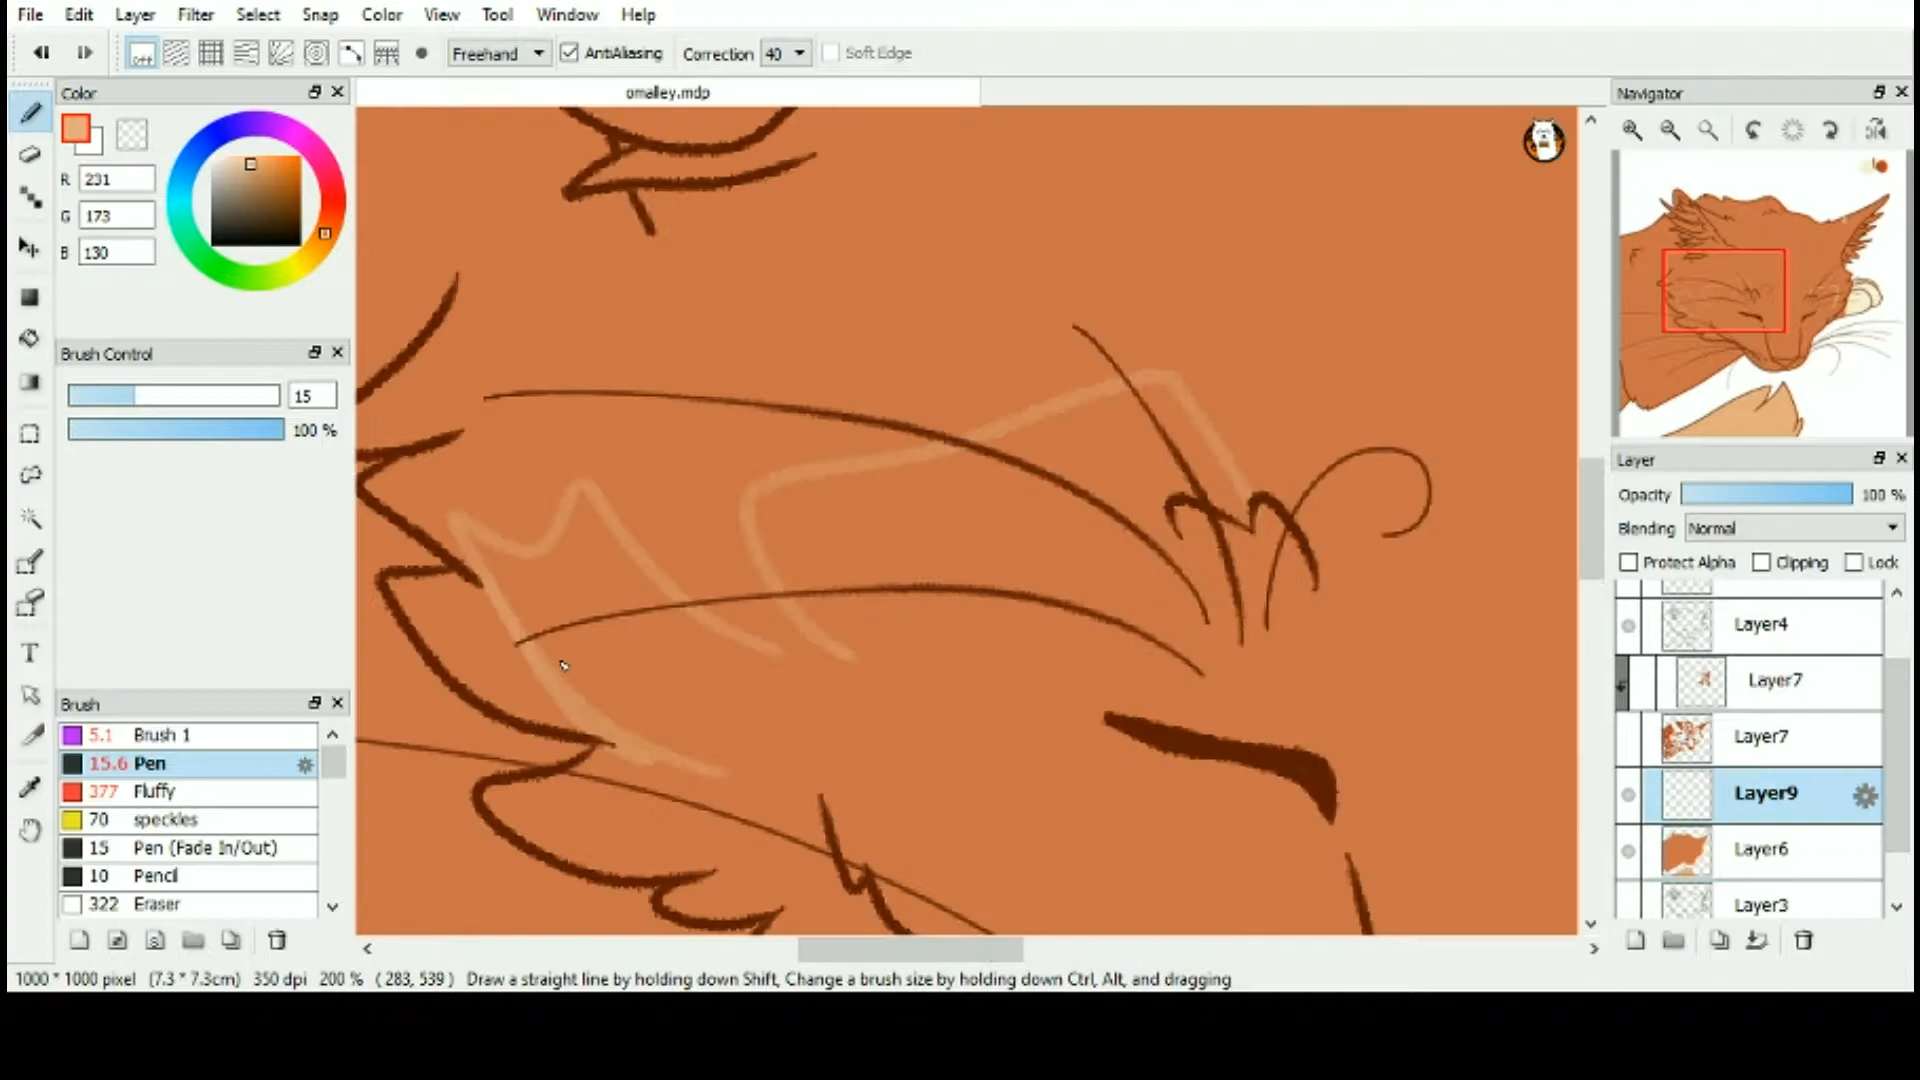 File Edit Layer Filter Select Snap Color View Tool Window Help
off Freehand AntiAliasing Correction 40 Soft Edge
Color
omalley.mdp
Navigator
R 231
G 173
B 130
Brush Control
15
100 %
Layer
Opacity 100 %
Blending Normal
Protect Alpha Clipping Lock
Layer4
Layer7
Layer7
Layer9
Layer6
Layer3
Brush
5.1 Brush 1
15.6 Pen
377 Fluffy
70 speckles
15 Pen (Fade In/Out)
10 Pencil
322 Eraser
1000 * 1000 pixel (7.3 * 7.3cm) 350 dpi 200 % ( 283, 539 ) Draw a straight line by holding down Shift, Change a brush size by holding down Ctrl, Alt, and dragging